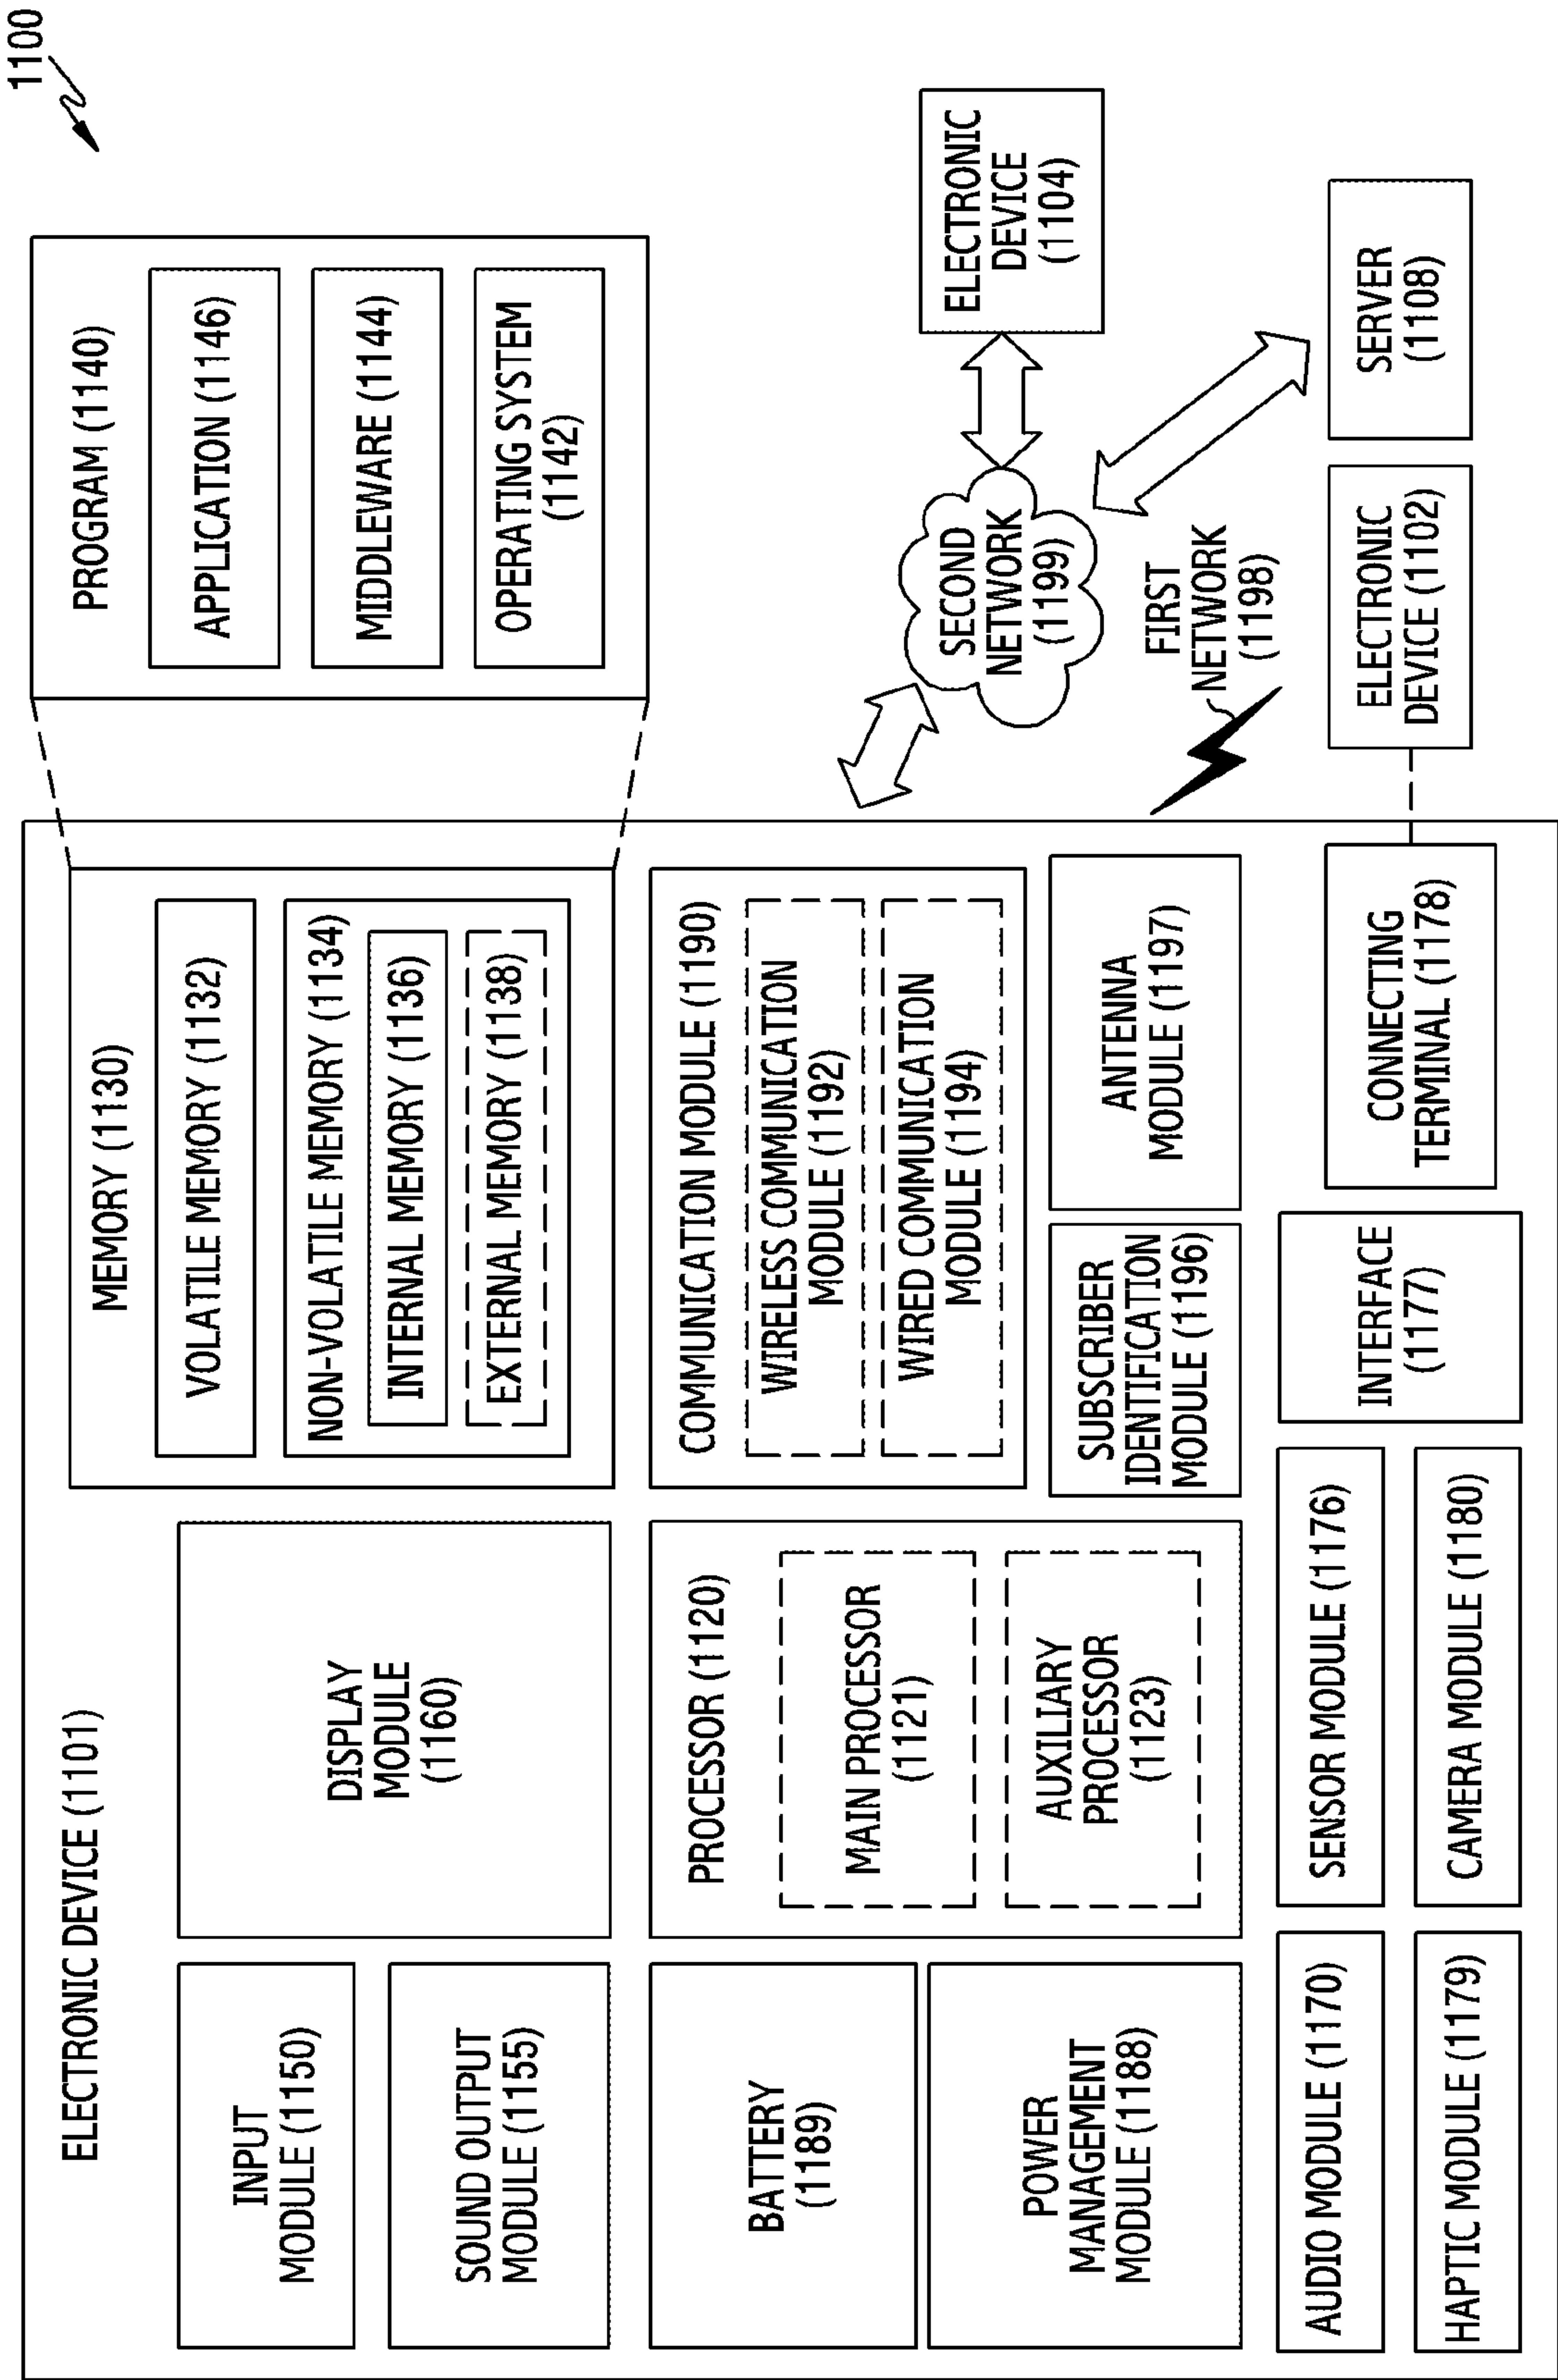 1100
ELECTRONIC DEVICE (1101)
INPUT
MODULE (1150)
SOUND OUTPUT
MODULE (1155)
DISPLAY
MODULE
(1160)
MEMORY (1130)
VOLATILE MEMORY (1132)
NON-VOLATILE MEMORY (1134)
INTERNAL MEMORY (1136)
EXTERNAL MEMORY (1138)
PROGRAM (1140)
APPLICATION (1146)
MIDDLEWARE (1144)
OPERATING SYSTEM
(1142)
BATTERY
(1189)
POWER
MANAGEMENT
MODULE (1188)
PROCESSOR (1120)
MAIN PROCESSOR
(1121)
AUXILIARY
PROCESSOR
(1123)
COMMUNICATION MODULE (1190)
WIRELESS COMMUNICATION
MODULE (1192)
WIRED COMMUNICATION
MODULE (1194)
SUBSCRIBER
IDENTIFICATION
MODULE (1196)
ANTENNA
MODULE (1197)
SECOND
NETWORK
(1199)
ELECTRONIC
DEVICE
(1104)
FIRST
NETWORK
(1198)
AUDIO MODULE (1170)
HAPTIC MODULE (1179)
SENSOR MODULE (1176)
CAMERA MODULE (1180)
INTERFACE
(1177)
CONNECTING
TERMINAL (1178)
ELECTRONIC
DEVICE (1102)
SERVER
(1108)